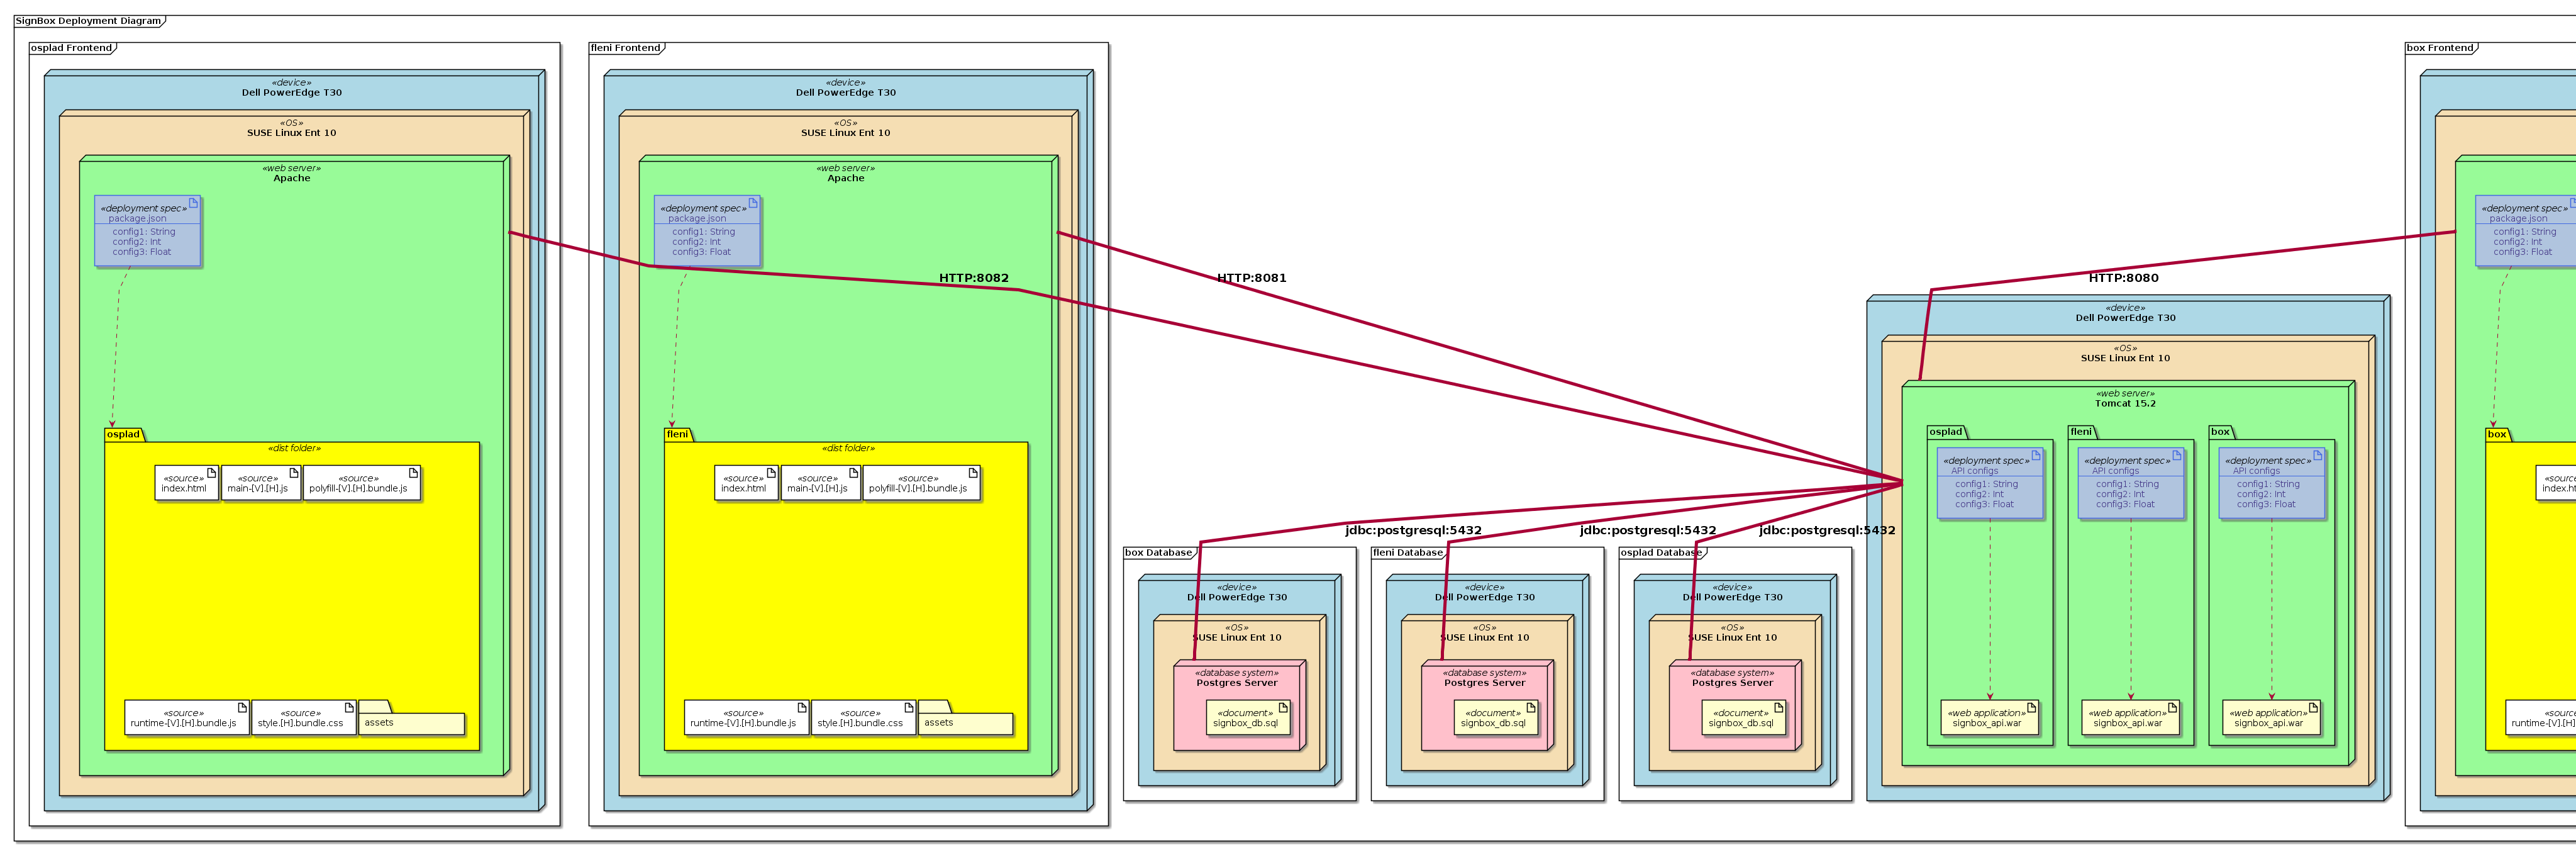 SignBox Deployment Diagram
osplad Frontend
«device»
Dell PowerEdge T30
«OS»
SUSE Linux Ent 10
«web server»
Apache
«deployment spec»
package.json
config1: String
config2: Int
config3: Float
osplad
«dist folder»
«source»
index.html
«source»
main-[V].[H].js
«source»
polyfill-[V].[H].bundle.js
«source»
runtime-[V].[H].bundle.js
«source»
style.[H].bundle.css
assets
fleni Frontend
«device»
Dell PowerEdge T30
«OS»
SUSE Linux Ent 10
«web server»
Apache
«deployment spec»
package.json
config1: String
config2: Int
config3: Float
fleni
«dist folder»
«source»
index.html
«source»
main-[V].[H].js
«source»
polyfill-[V].[H].bundle.js
«source»
runtime-[V].[H].bundle.js
«source»
style.[H].bundle.css
assets
HTTP:8082
HTTP:8081
HTTP:8080
jdbc:postgresql:5432
jdbc:postgresql:5432
jdbc:postgresql:5432
box Database
«device»
Dell PowerEdge T30
«OS»
SUSE Linux Ent 10
«database system»
Postgres Server
«document»
signbox_db.sql
fleni Database
«device»
Dell PowerEdge T30
«OS»
SUSE Linux Ent 10
«database system»
Postgres Server
«document»
signbox_db.sql
osplad Database
«device»
Dell PowerEdge T30
«OS»
SUSE Linux Ent 10
«database system»
Postgres Server
«document»
signbox_db.sql
«device»
Dell PowerEdge T30
«OS»
SUSE Linux Ent 10
«web server»
Tomcat 15.2
osplad
«deployment spec»
API configs
config1: String
config2: Int
config3: Float
«web application»
signbox_api.war
fleni
«deployment spec»
API configs
config1: String
config2: Int
config3: Float
«web application»
signbox_api.war
box
«deployment spec»
API configs
config1: String
config2: Int
config3: Float
«web application»
signbox_api.war
box Frontend
«deployment spec»
package.json
config1: String
config2: Int
config3: Float
box